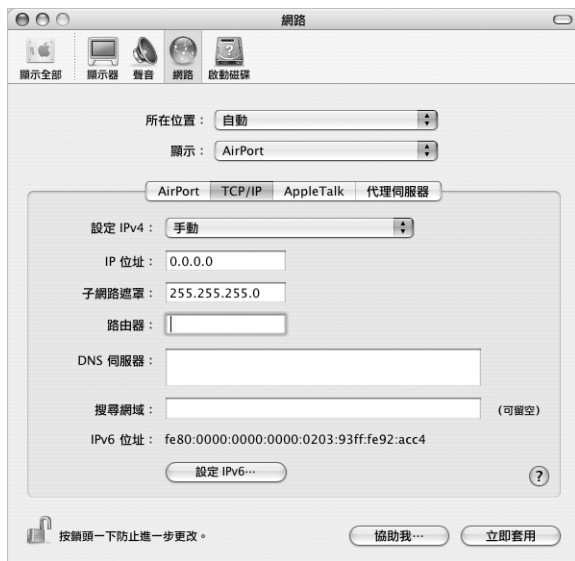 網路
顯示全部 顯示器 聲音 網路 啟動磁碟
所在位置： 自動
顯示： AirPort
AirPort TCP/IP AppleTalk 代理伺服器
設定 IPv4： 手動
IP 位址： 0.0.0.0
子網路遮罩： 255.255.255.0
路由器：
DNS 伺服器：
搜尋網域： (可留空)
IPv6 位址： fe80:0000:0000:0000:0203:93ff:fe92:acc4
設定 IPv6⋯
?
按鎖頭一下防止進一步更改。 協助我⋯ 立即套用